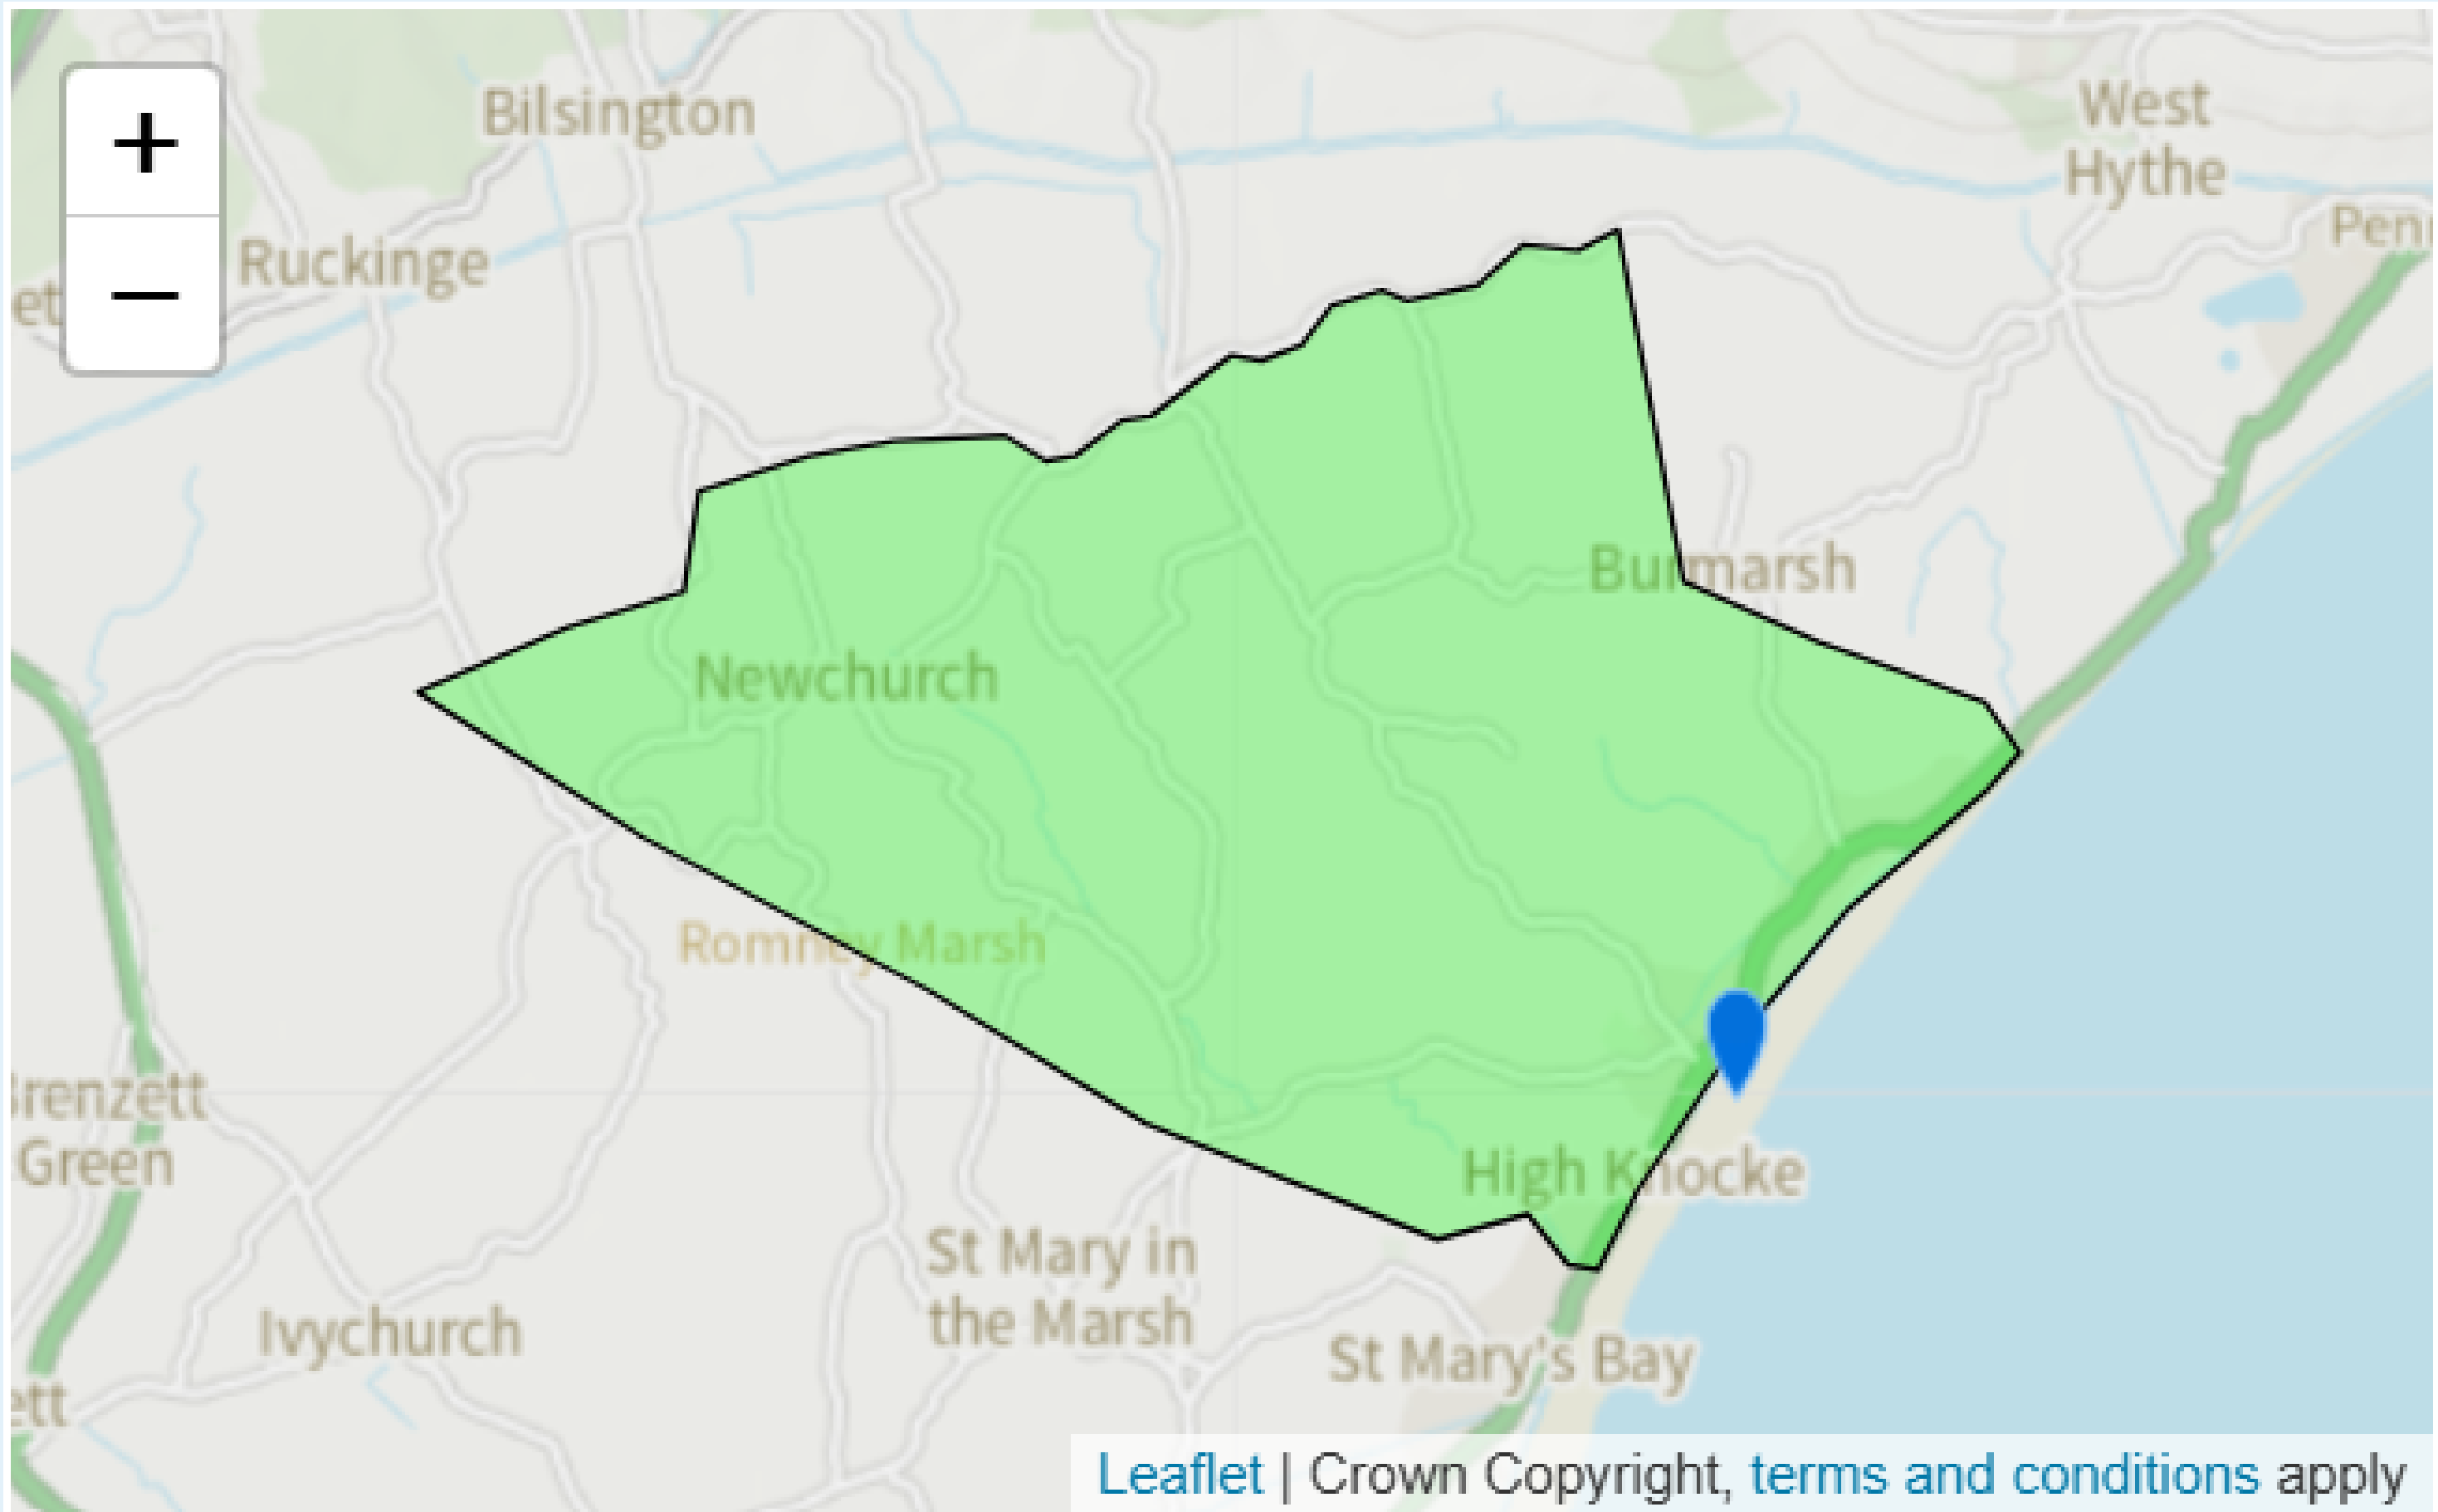 +
−
Bilsington
West
Hythe
Ruckinge
Burmarsh
Newchurch
Romney Marsh
Green
High Knocke
St Mary in
the Marsh
Ivychurch
St Mary's Bay
Leaflet | Crown Copyright, terms and conditions apply